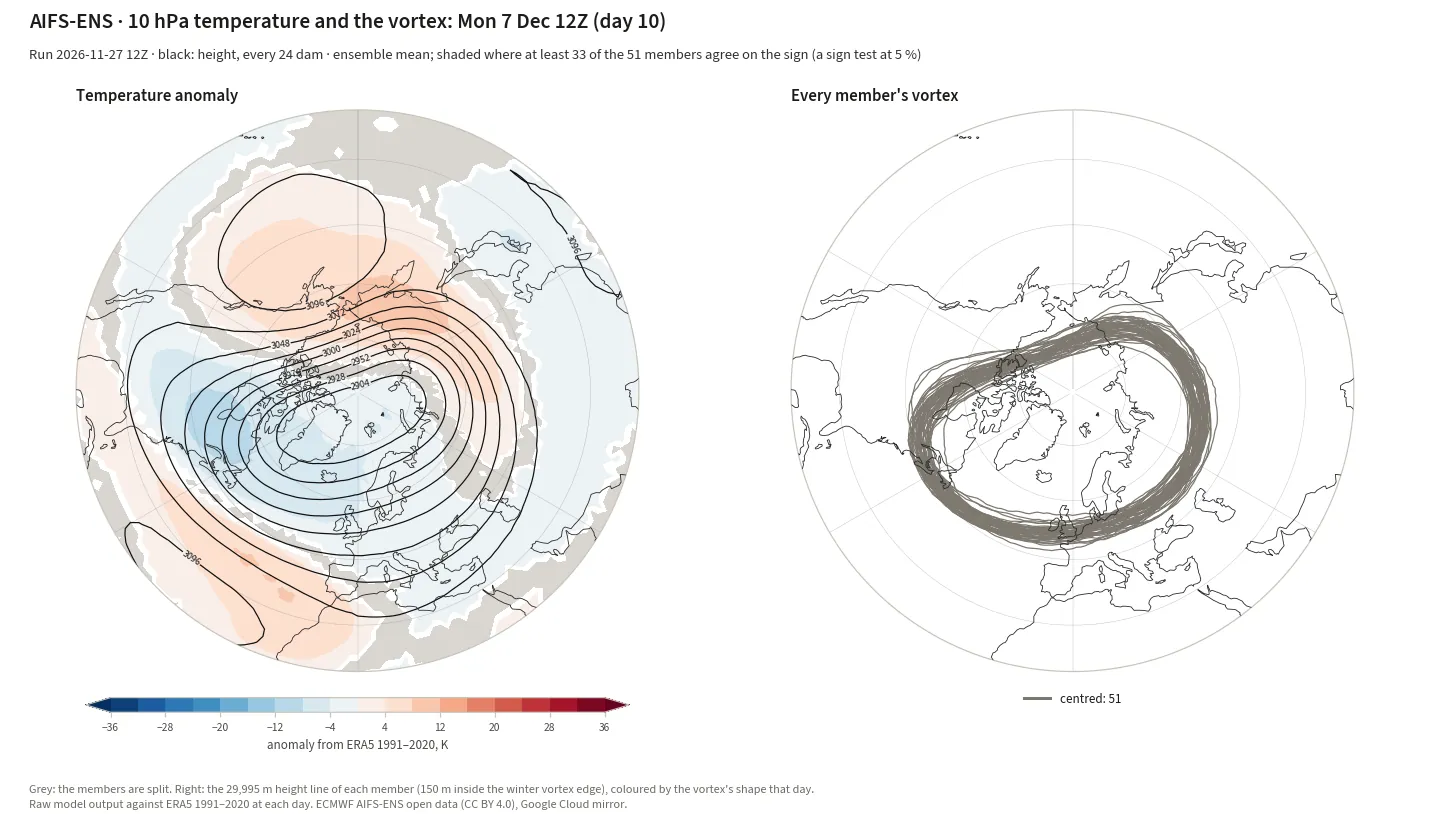 AIFS-ENS · 10 hPa temperature and the vortex: Mon 7 Dec 12Z (day 10)
Run 2026-11-27 12Z · black: height, every 24 dam · ensemble mean; shaded where at least 33 of the 51 members agree on the sign (a sign test at 5 %)
Temperature anomaly
Every member's vortex
3096
3096
3072
3024
3048
3000
2952
2928
2904
3096
−36 −28 −20 −12 −4 4 12 20 28 36
anomaly from ERA5 1991–2020, K
centred: 51
Grey: the members are split. Right: the 29,995 m height line of each member (150 m inside the winter vortex edge), coloured by the vortex's shape that day.
Raw model output against ERA5 1991–2020 at each day. ECMWF AIFS-ENS open data (CC BY 4.0), Google Cloud mirror.